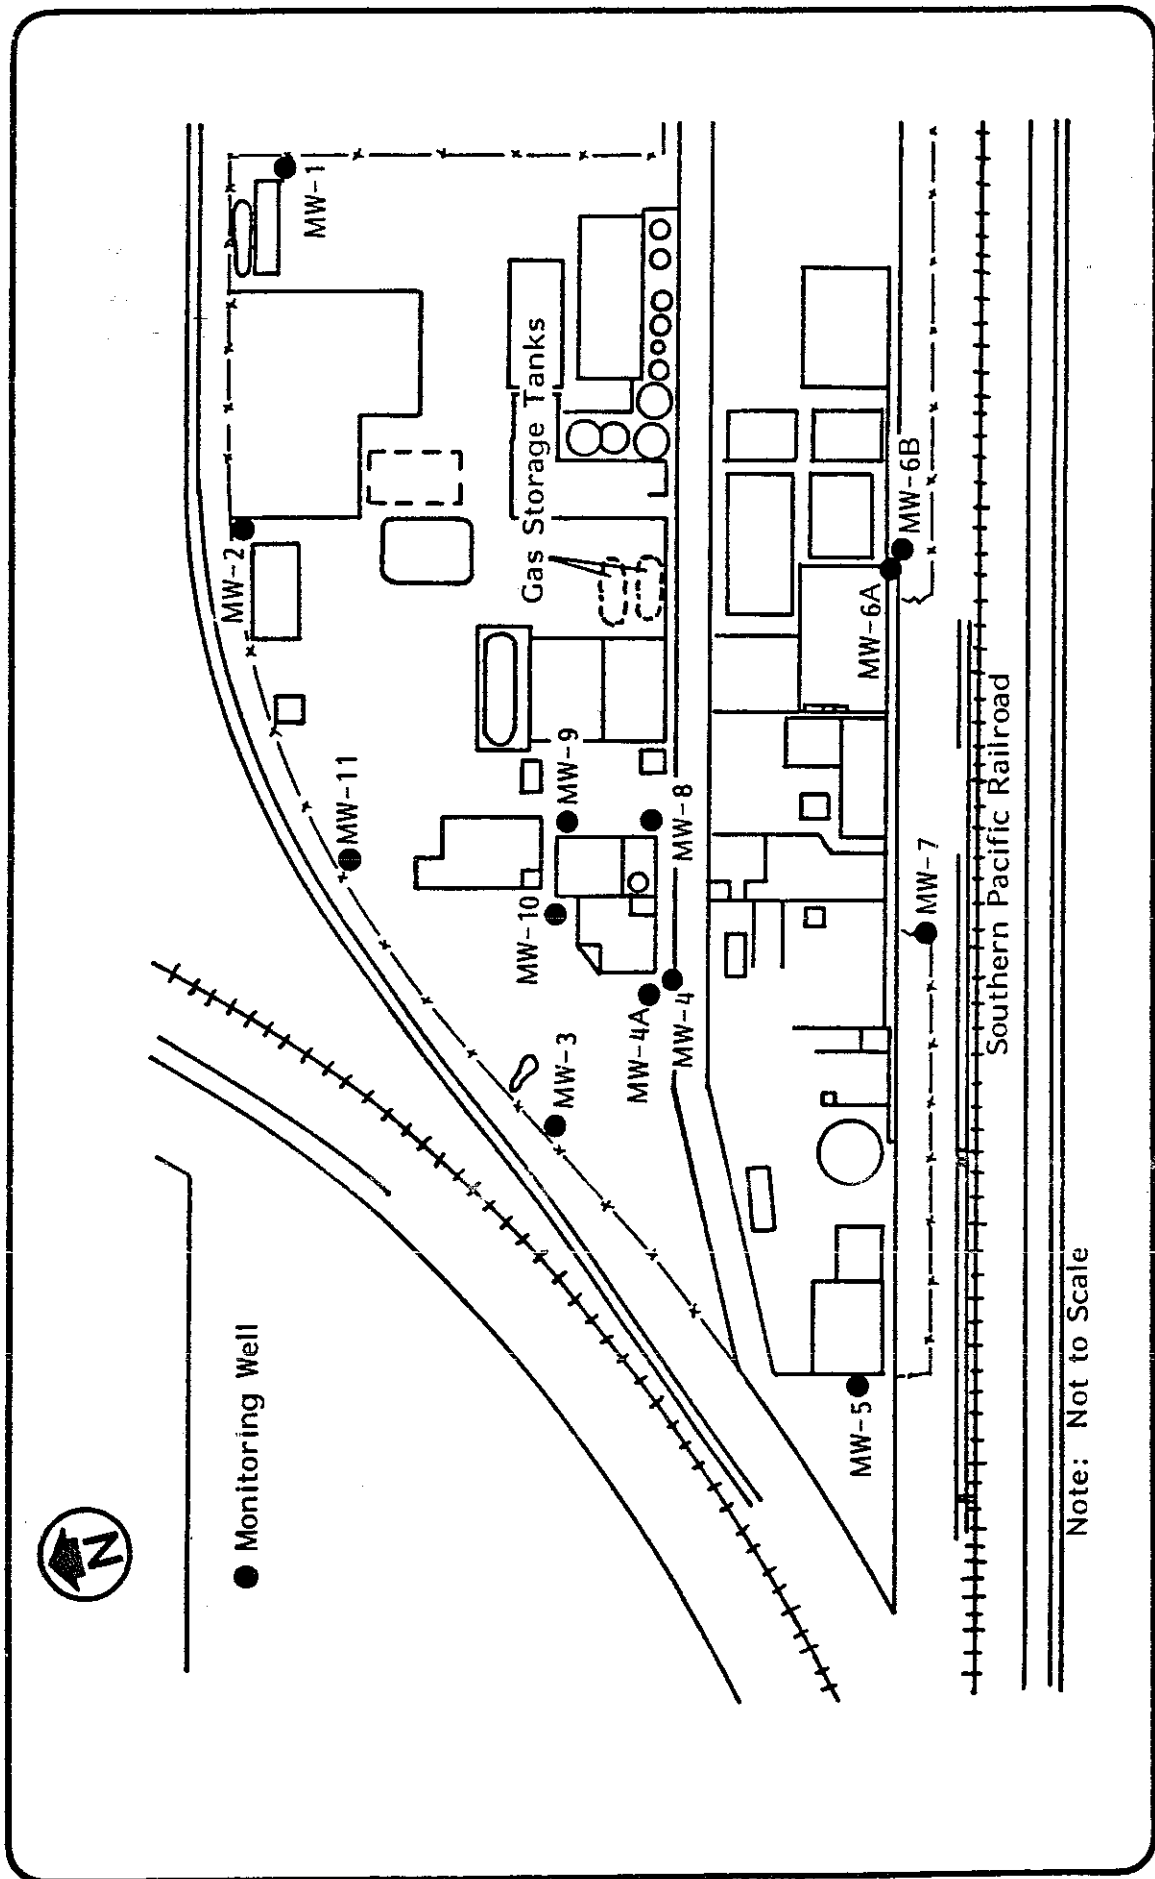 N
Monitoring Well
MW-1
MW-2
MW-11
Gas Storage Tanks
MW-9
MW-10
MW-8
MW-3
MW-4A
MW-4
MW-6B
MW-6A
MW-7
MW-5
Southern Pacific Railroad
Note: Not to Scale